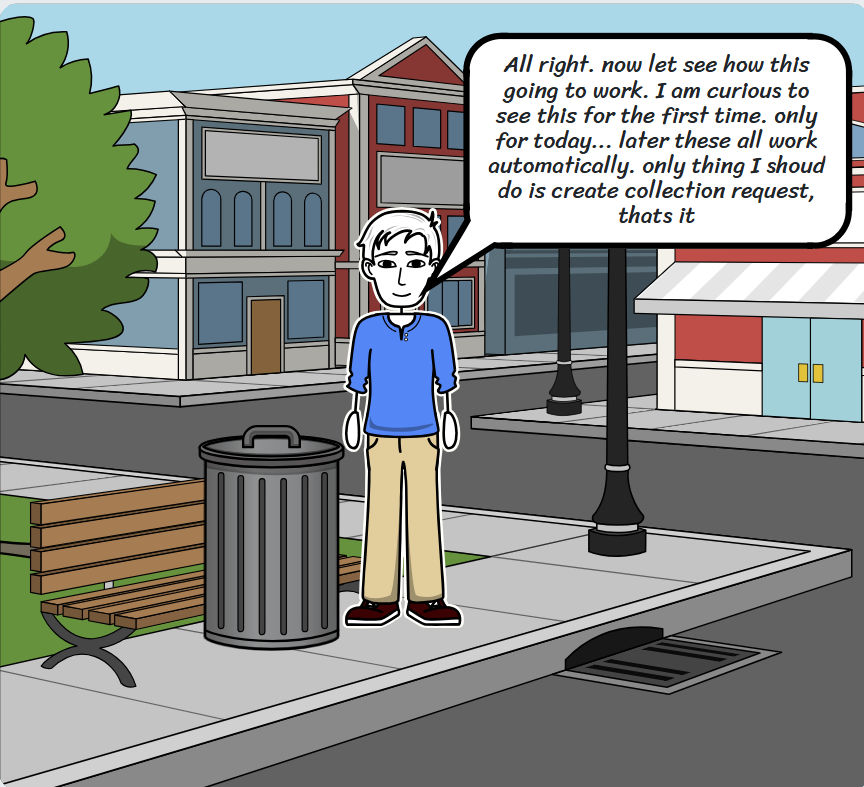 All right. now let see how this
going to work. I am curious to
see this for the first time. only
for today... later these all work
automatically. only thing I shoud
do is create collection request,
thats it